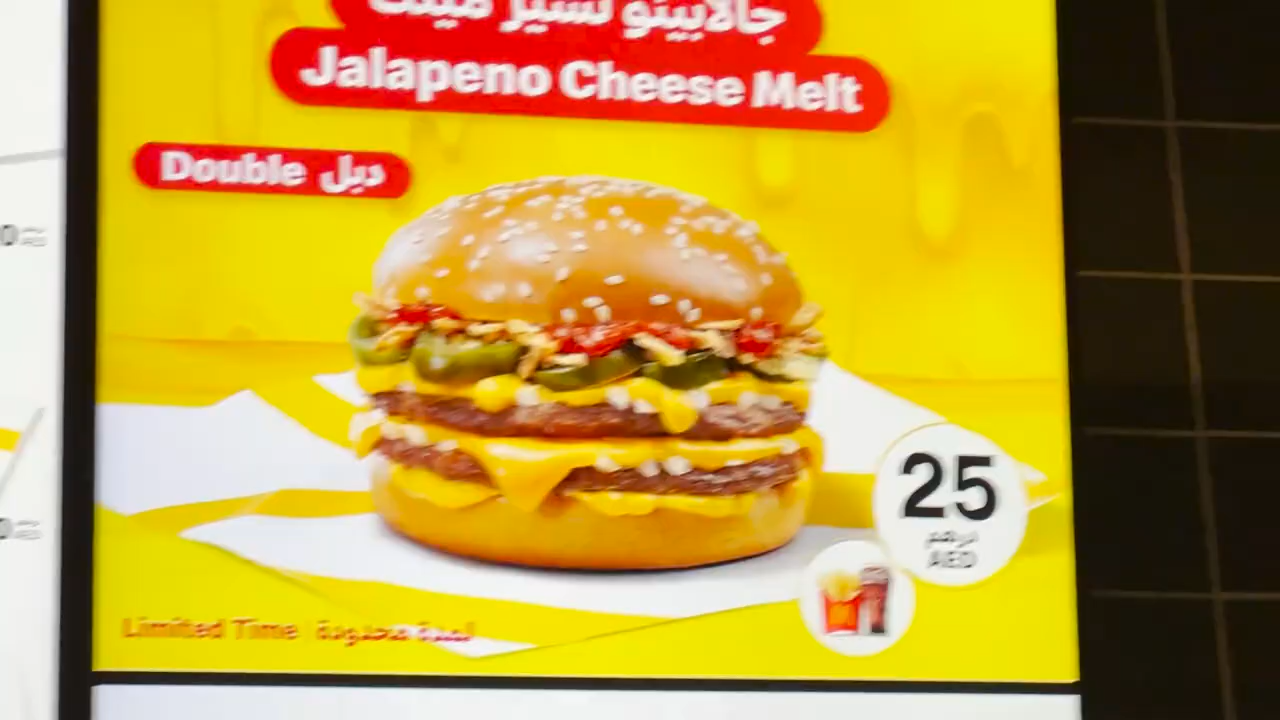 جالابينو تشيز ميلت
Jalapeno Cheese Melt
Double دبل
25
درهم
AED
Limited Time لمدة محدودة